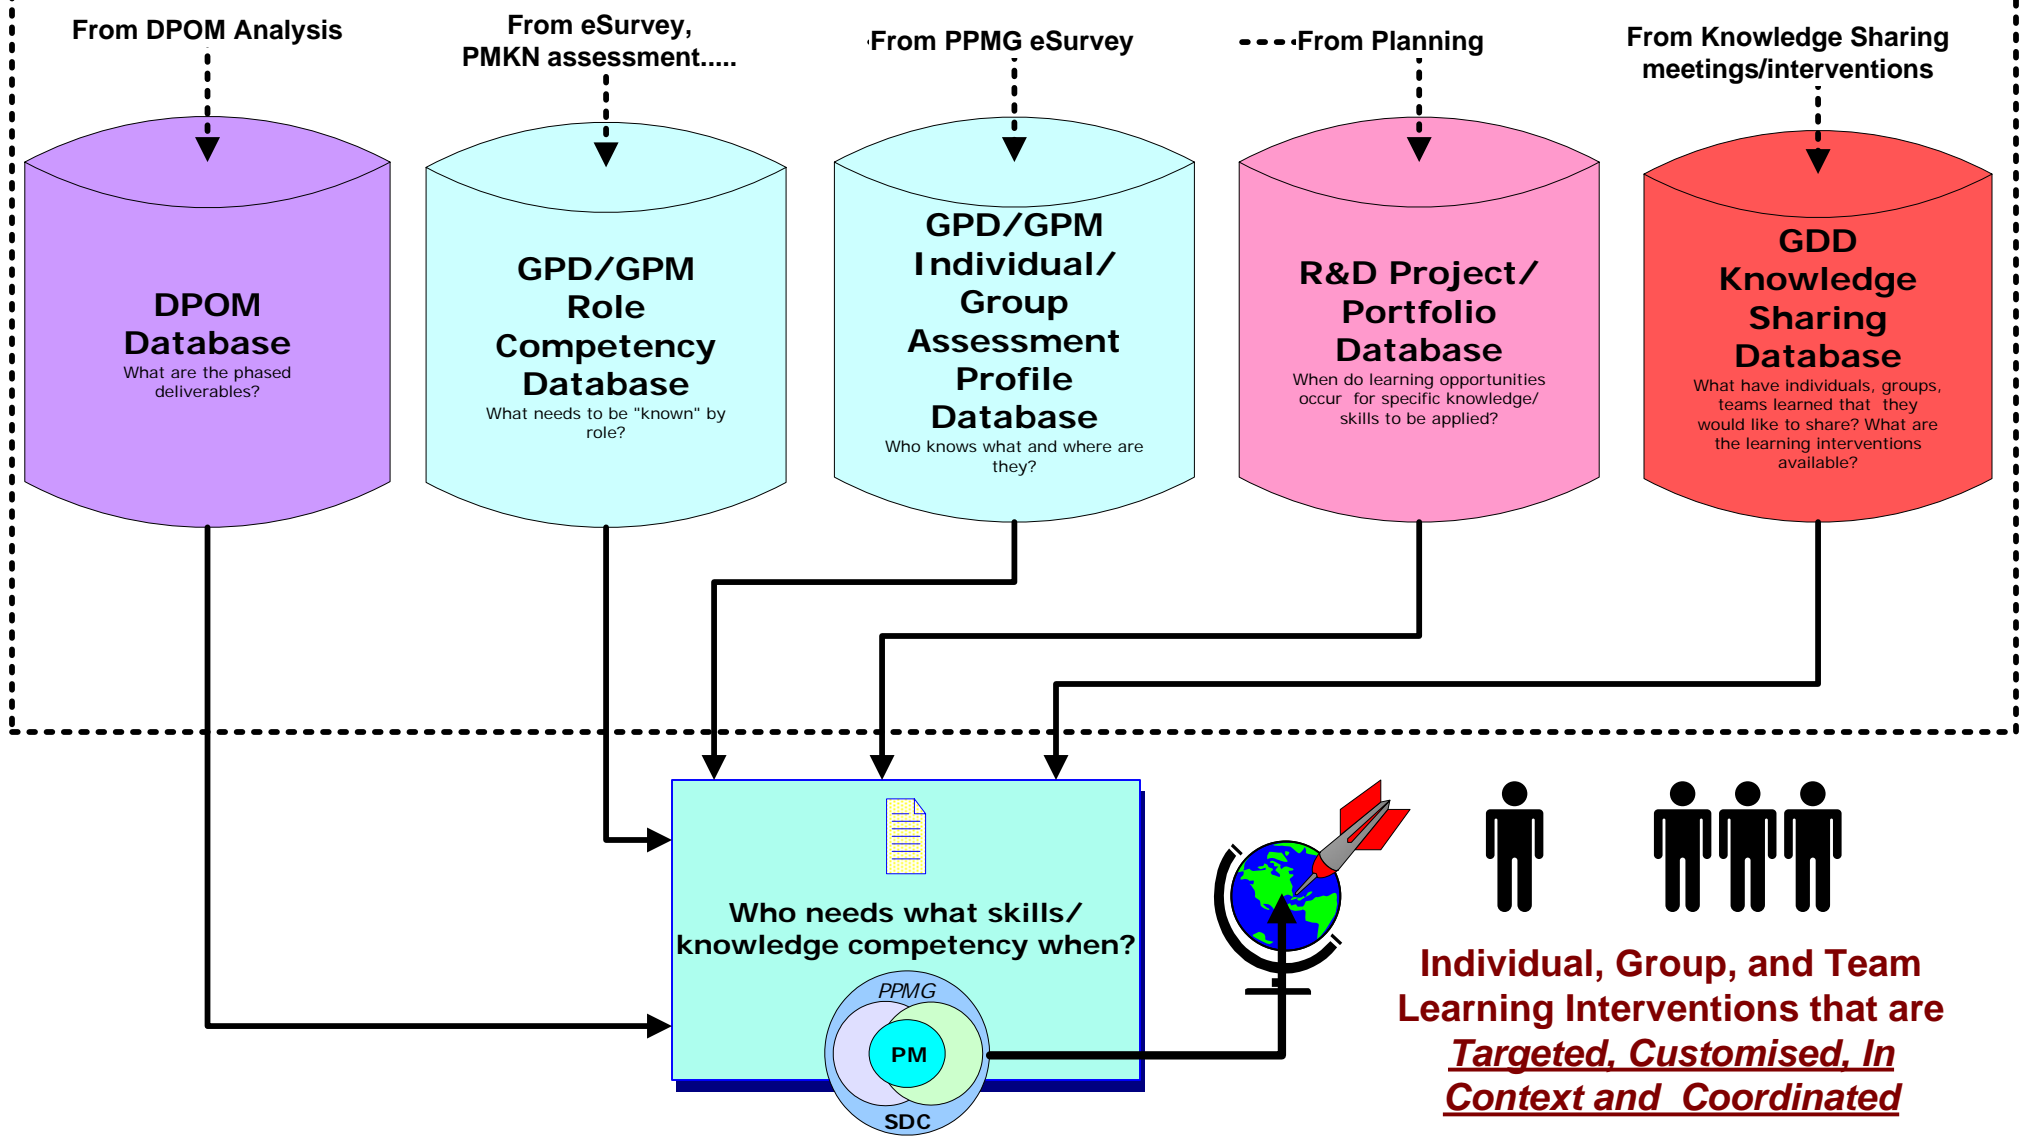 From DPOM Analysis
From eSurvey,
PMKN assessment.....
From PPMG eSurvey
From Planning
From Knowledge Sharing
meetings/interventions
DPOM
Database
What are the phased
deliverables?
GPD/GPM
Role
Competency
Database
What needs to be "known" by
role?
GPD/GPM
Individual/
Group
Assessment
Profile
Database
Who knows what and where are
they?
R&D Project/
Portfolio
Database
When do learning opportunities
occur for specific knowledge/
skills to be applied?
GDD
Knowledge
Sharing
Database
What have individuals, groups,
teams learned that they
would like to share? What are
the learning interventions
available?
Who needs what skills/
knowledge competency when?
PPMG
PM
SDC
Individual, Group, and Team
Learning Interventions that are
Targeted, Customised, In
Context and Coordinated